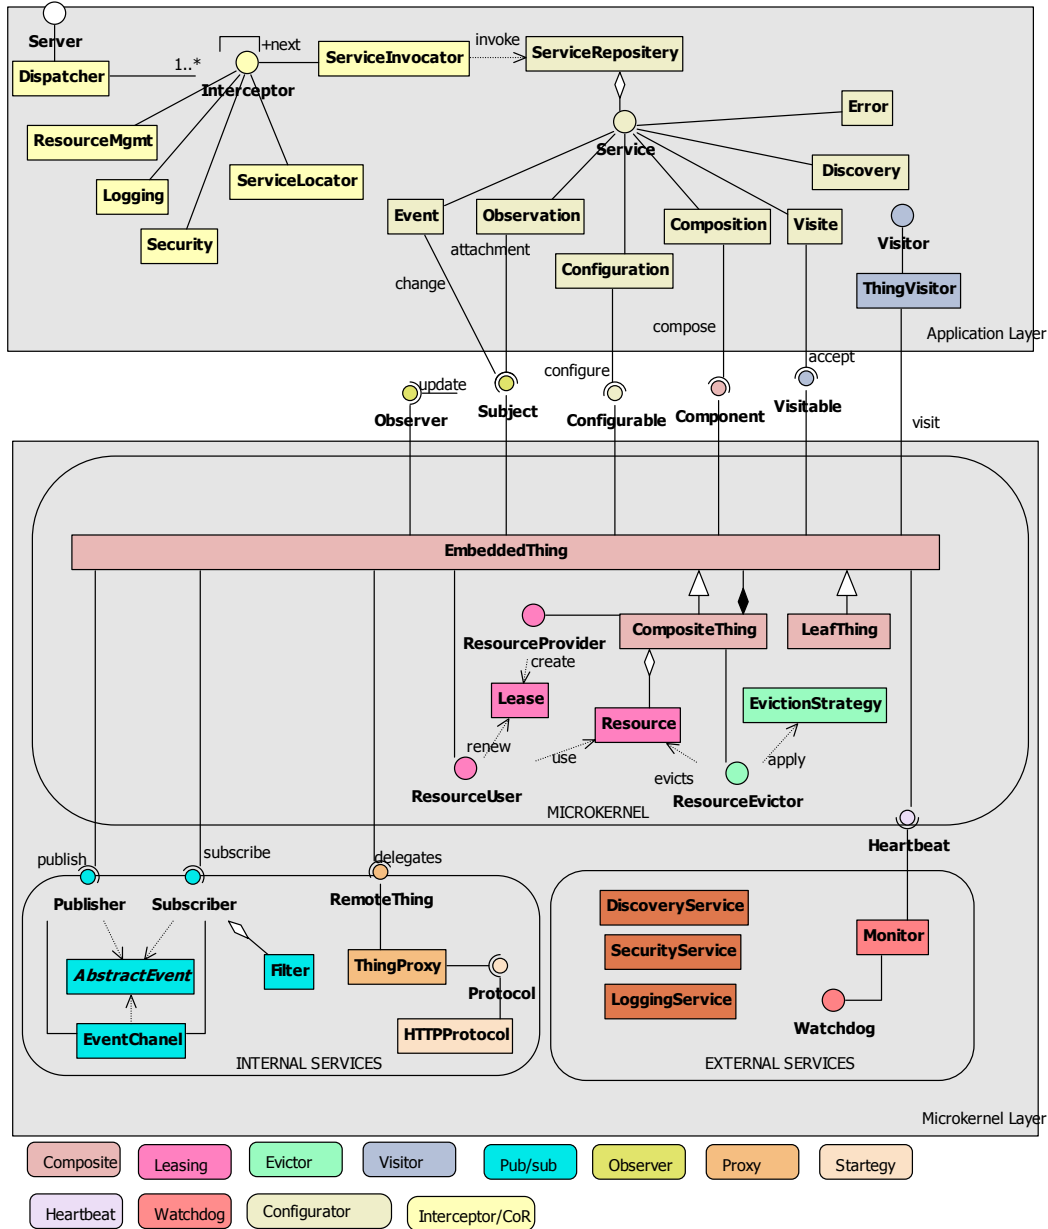 Server
Dispatcher
1..*
+next
Interceptor
ServiceInvocator
invoke
ServiceRepositery
Service
Error
ResourceMgmt
Logging
Security
ServiceLocator
Discovery
Event
Observation
attachment
Configuration
Composition
Visite
Visitor
ThingVisitor
change
compose
Application Layer
update
Observer
Subject
configure
Configurable
Component
accept
Visitable
visit
EmbeddedThing
ResourceProvider
CompositeThing
LeafThing
create
Lease
Resource
EvictionStrategy
renew
use
evicts
apply
ResourceUser
ResourceEvictor
MICROKERNEL
Heartbeat
publish
subscribe
delegates
Publisher
Subscriber
RemoteThing
AbstractEvent
Filter
ThingProxy
Protocol
EventChanel
HTTPProtocol
INTERNAL SERVICES
DiscoveryService
SecurityService
LoggingService
Monitor
Watchdog
EXTERNAL SERVICES
Microkernel Layer
Composite
Leasing
Evictor
Visitor
Pub/sub
Observer
Proxy
Startegy
Heartbeat
Watchdog
Configurator
Interceptor/CoR